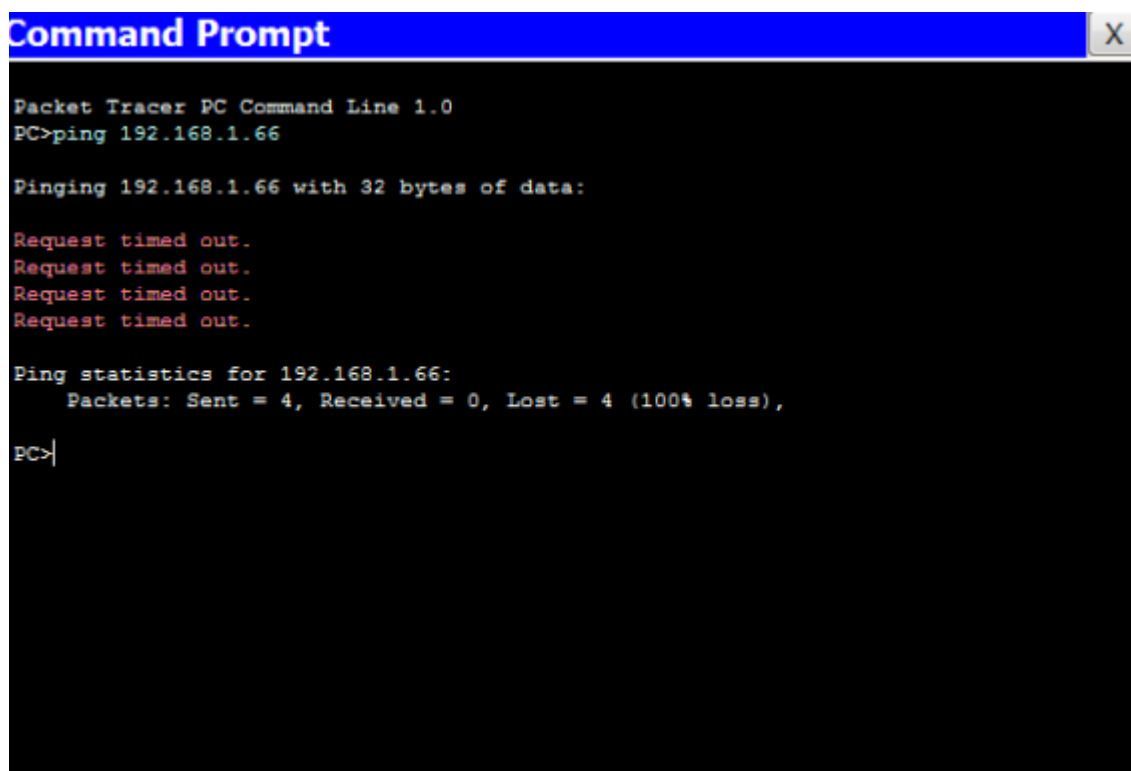 Command Prompt
X
Packet Tracer PC Command Line 1.0
PC>ping 192.168.1.66
Pinging 192.168.1.66 with 32 bytes of data:
Request timed out.
Request timed out.
Request timed out.
Request timed out.
Ping statistics for 192.168.1.66:
Packets: Sent = 4, Received = 0, Lost = 4 (100% loss),
PC>